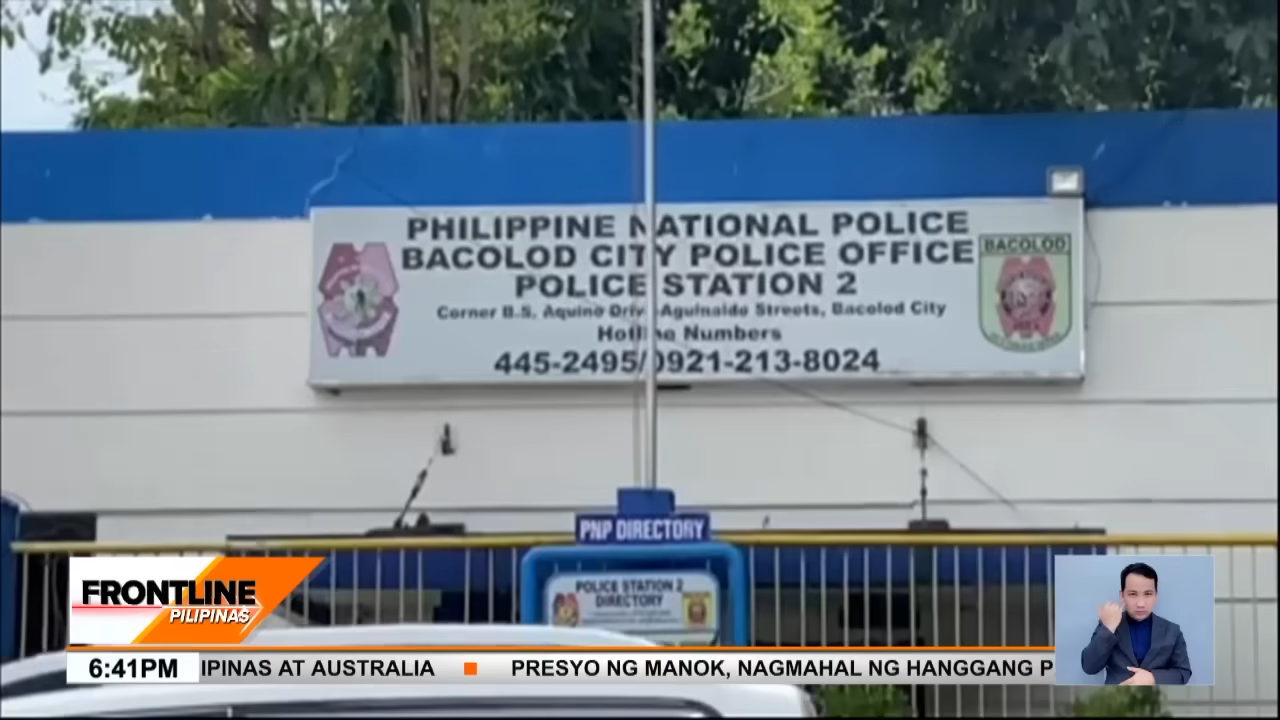 PHILIPPINE NATIONAL POLICE
BACOLOD CITY POLICE OFFICE
POLICE STATION 2
Corner B.S. Aquino Drive Aguinaldo Streets, Bacolod City
Hotline Numbers
445-2495/0921-213-8024
BACOLOD
PNP DIRECTORY
POLICE STATION 2
DIRECTORY
FRONTLINE
PILIPINAS
6:41PM IPINAS AT AUSTRALIA ■ PRESYO NG MANOK, NAGMAHAL NG HANGGANG P